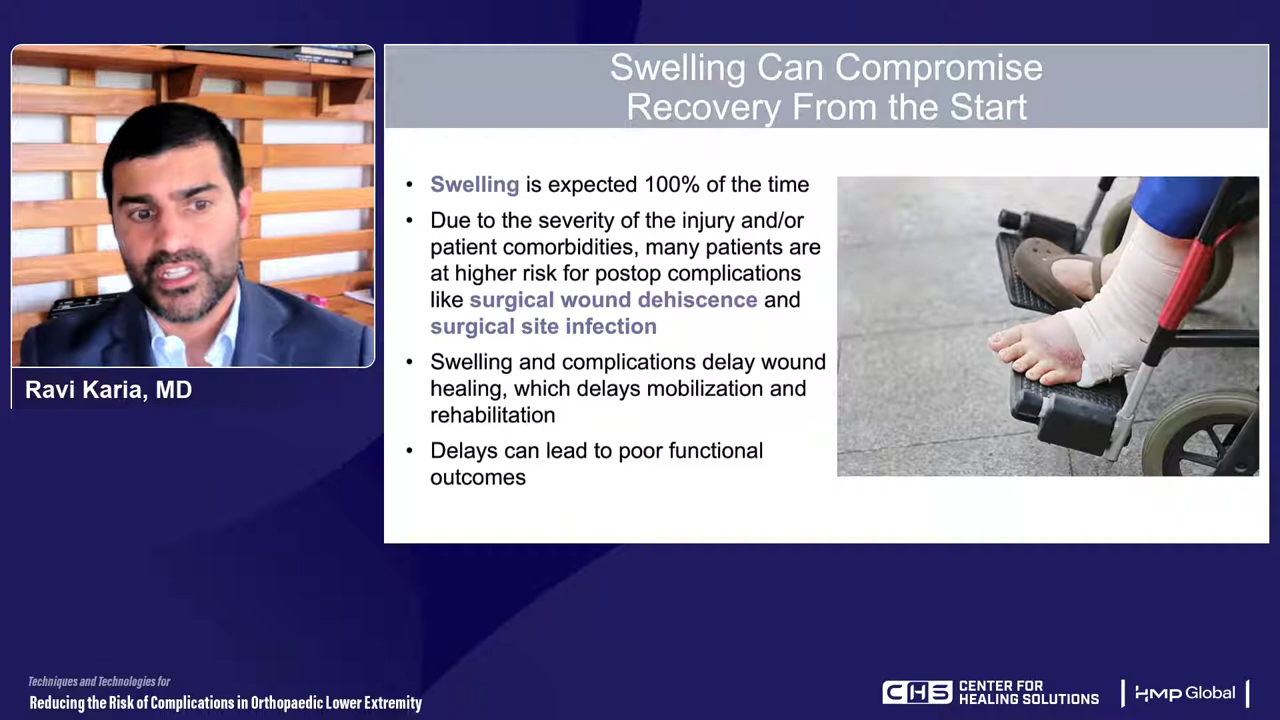 Swelling Can Compromise
Recovery From the Start
• Swelling is expected 100% of the time
• Due to the severity of the injury and/or
patient comorbidities, many patients are
at higher risk for postop complications
like surgical wound dehiscence and
surgical site infection
• Swelling and complications delay wound
healing, which delays mobilization and
rehabilitation
• Delays can lead to poor functional
outcomes
Ravi Karia, MD
Techniques and Technologies for
Reducing the Risk of Complications in Orthopaedic Lower Extremity
CHS CENTER FOR
HEALING SOLUTIONS
HMP Global